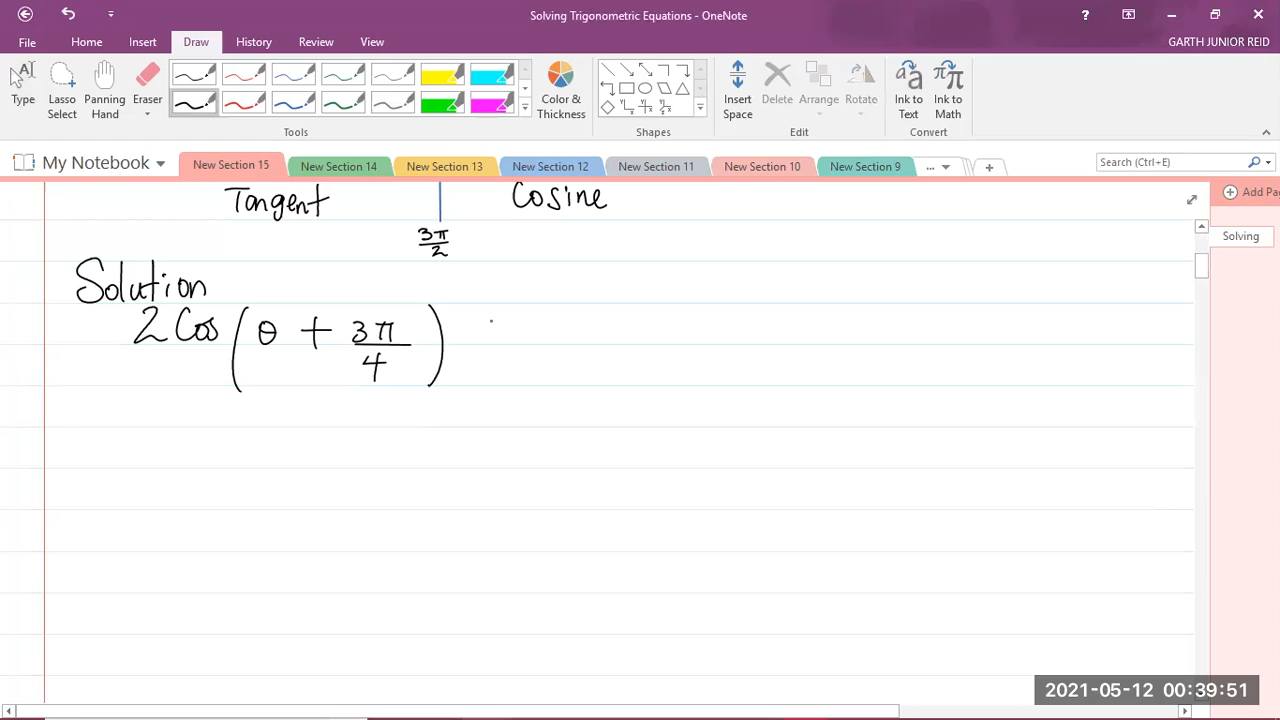 Solving Trigonometric Equations - OneNote
File Home Insert Draw History Review View GARTH JUNIOR REID
Type Lasso Select Panning Hand Eraser Color & Thickness Insert Space Delete Arrange Rotate Ink to Text Ink to Math
Tools Shapes Edit Convert
My Notebook New Section 15 New Section 14 New Section 13 New Section 12 New Section 11 New Section 10 New Section 9 ... Search (Ctrl+E)
Add Pag
Solving
Tangent Cosine
3π/2
Solution
2Cos(θ + 3π/4)
2021-05-12 00:39:51